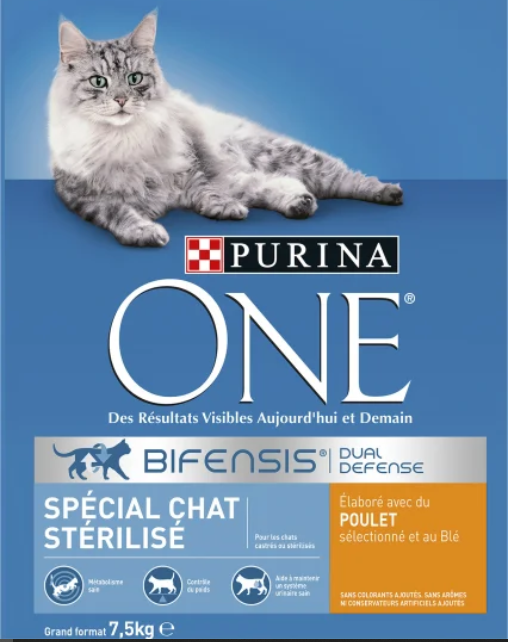 PURINA
ONE®
Des Résultats Visibles Aujourd'hui et Demain
BIFENSIS® DUAL
DEFENSE
SPÉCIAL CHAT
STÉRILISÉ
Pour les chats
castrés ou stérilisés
Élaboré avec du
POULET
sélectionné et au Blé
Métabolisme
sain
Contrôle
du poids
Aide à maintenir
un système
urinaire sain
SANS COLORANTS AJOUTÉS. SANS ARÔMES
NI CONSERVATEURS ARTIFICIELS AJOUTÉS
Grand format 7,5kg ℮